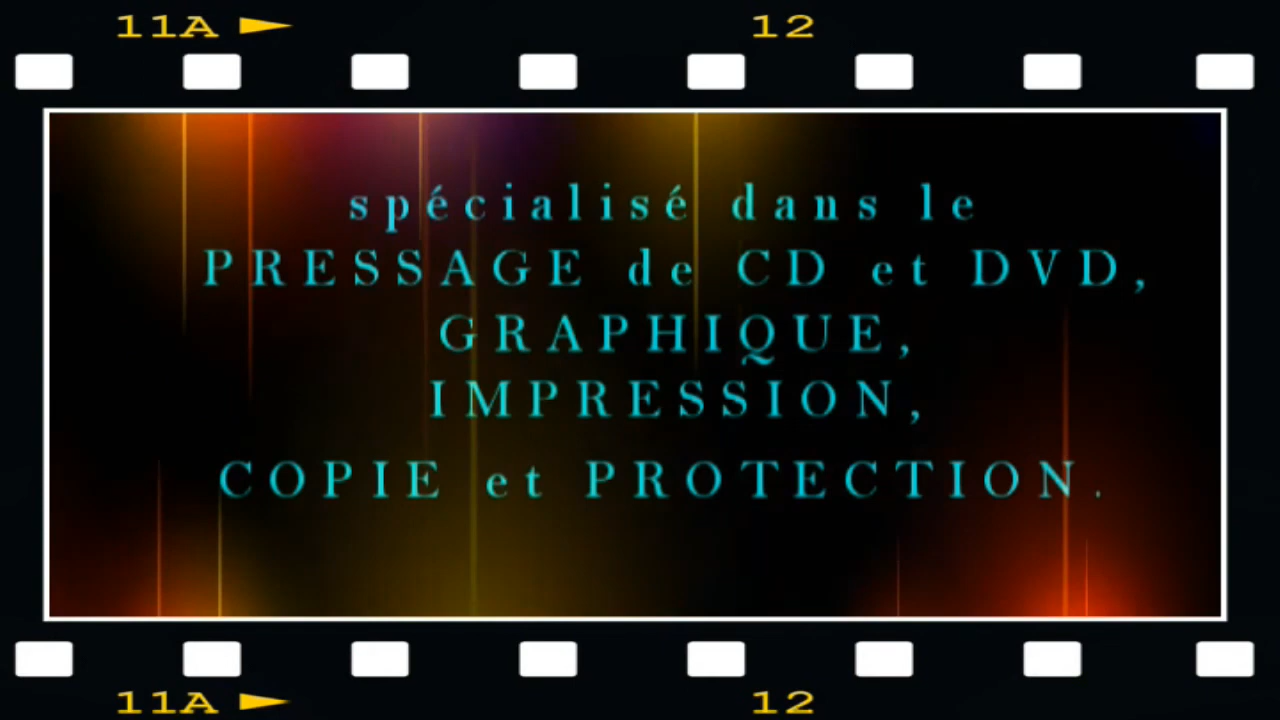 11A 12
spécialisé dans le
PRESSAGE de CD et DVD,
GRAPHIQUE,
IMPRESSION,
COPIE et PROTECTION.
11A 12